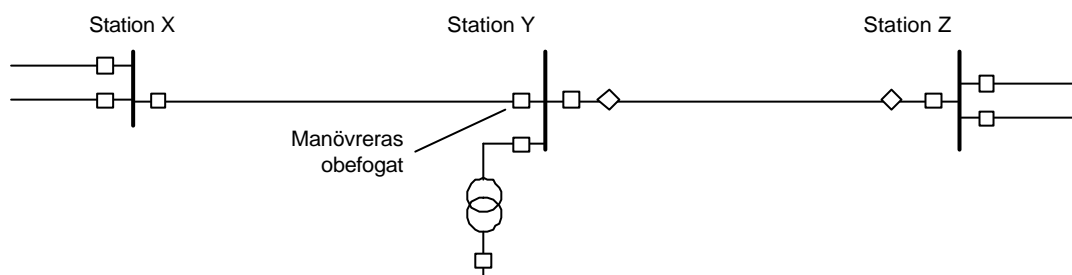 Station X
Station Y
Station Z
Manövreras
obefogat